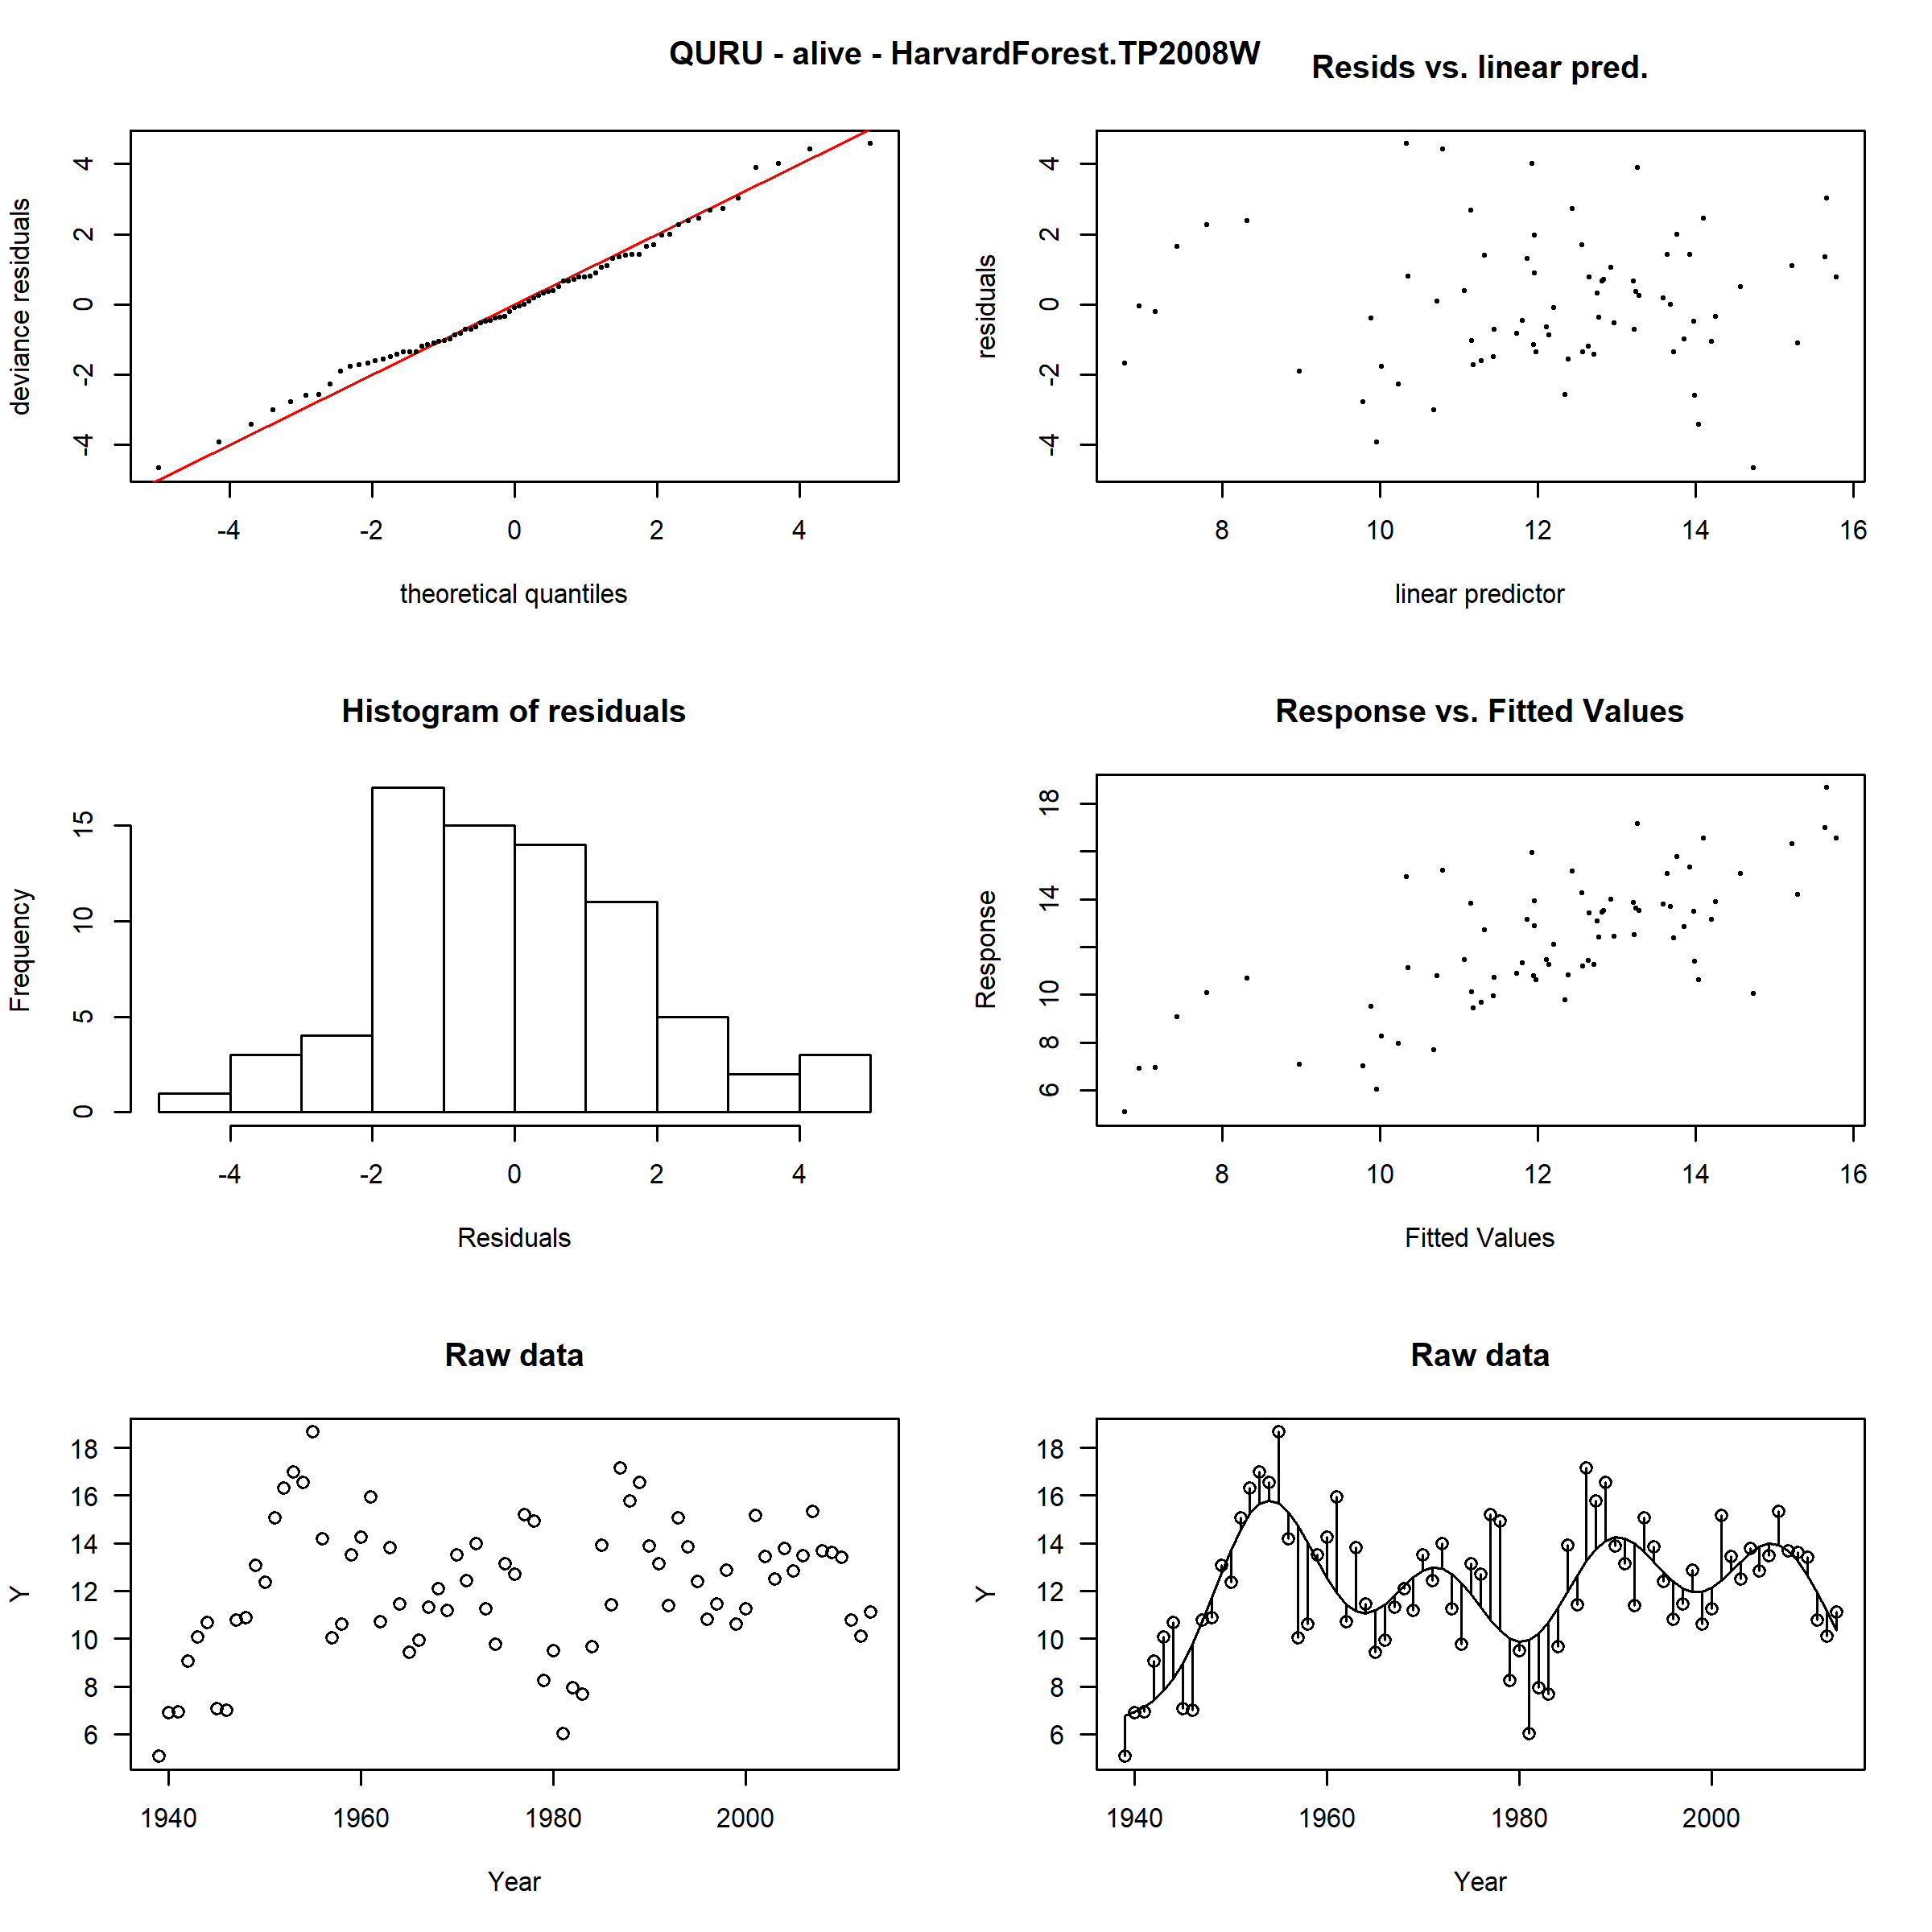 QURU - alive - HarvardForest.TP2008W
Resids vs. linear pred.
deviance residuals
4
2
0
-2
-4
-4 -2 0 2 4
theoretical quantiles
residuals
4
2
0
-2
-4
8 10 12 14 16
linear predictor
Histogram of residuals
Frequency
15
10
5
0
-4 -2 0 2 4
Residuals
Response vs. Fitted Values
Response
18
14
10
8
6
8 10 12 14 16
Fitted Values
Raw data
Y
18
16
14
12
10
8
6
1940 1960 1980 2000
Year
Raw data
Y
18
16
14
12
10
8
6
1940 1960 1980 2000
Year